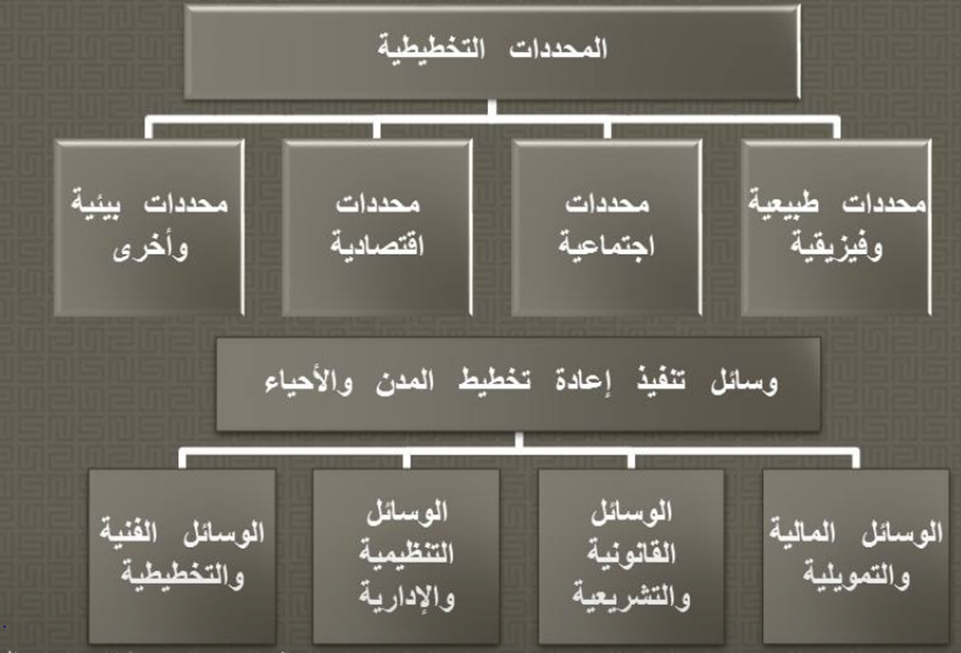 المحددات التخطيطية
محددات طبيعية
وفيزيقية
محددات
اجتماعية
محددات
اقتصادية
محددات بيئية
وأخرى
وسائل تنفيذ إعادة تخطيط المدن والأحياء
الوسائل المالية
والتمويلية
الوسائل
القانونية
والتشريعية
الوسائل
التنظيمية
والإدارية
الوسائل الفنية
والتخطيطية